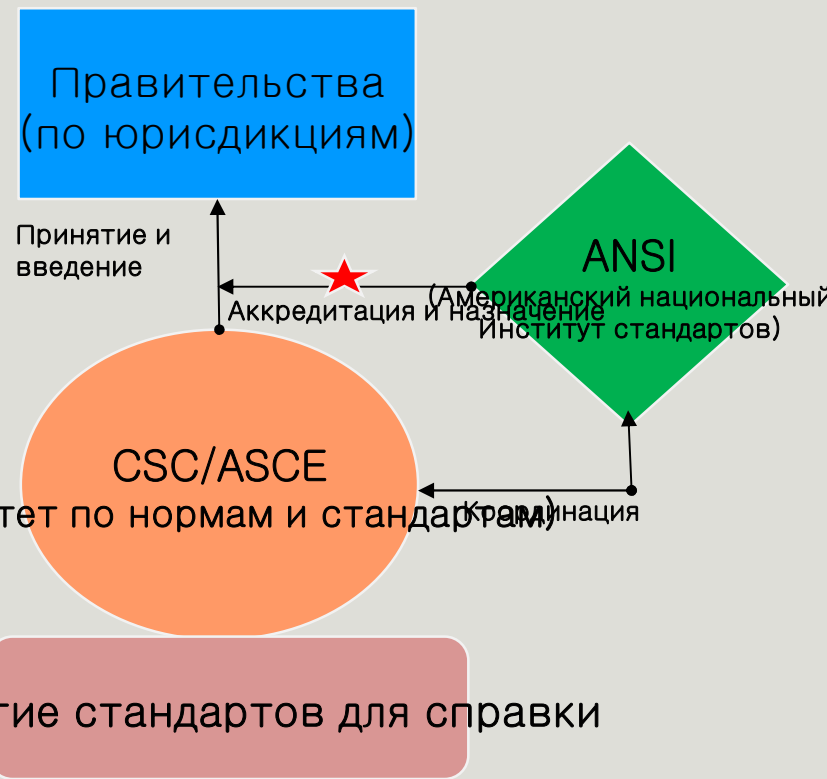 Правительства
(по юрисдикциям)
Принятие и
введение
ANSI
(Американский национальный
Институт стандартов)
Аккредитация и назначение
CSC/ASCE
тет по нормам и стандартам)
Координация
тие стандартов для справки